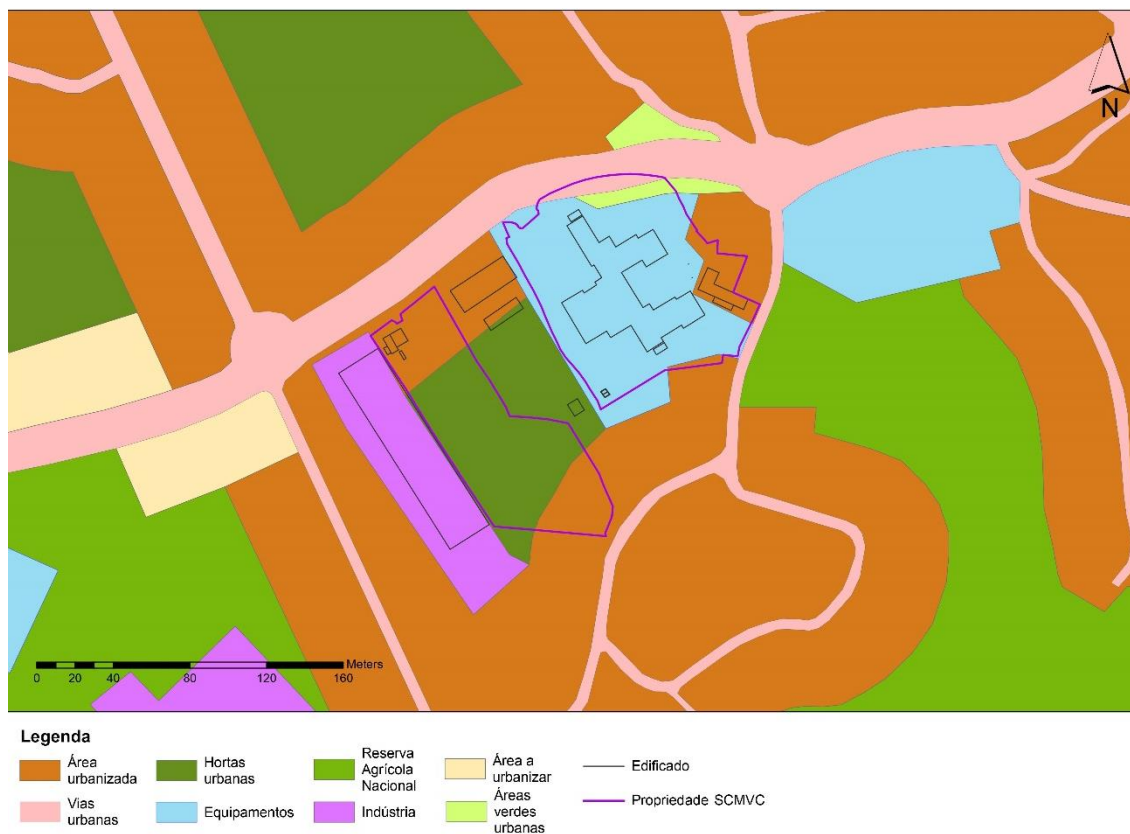 N
Meters
0 20 40 80 120 160
Legenda
Área
urbanizada
Hortas
urbanas
Reserva
Agrícola
Nacional
Área a
urbanizar
Edificado
Vias
urbanas
Equipamentos
Indústria
Áreas
verdes
urbanas
Propriedade SCMVC